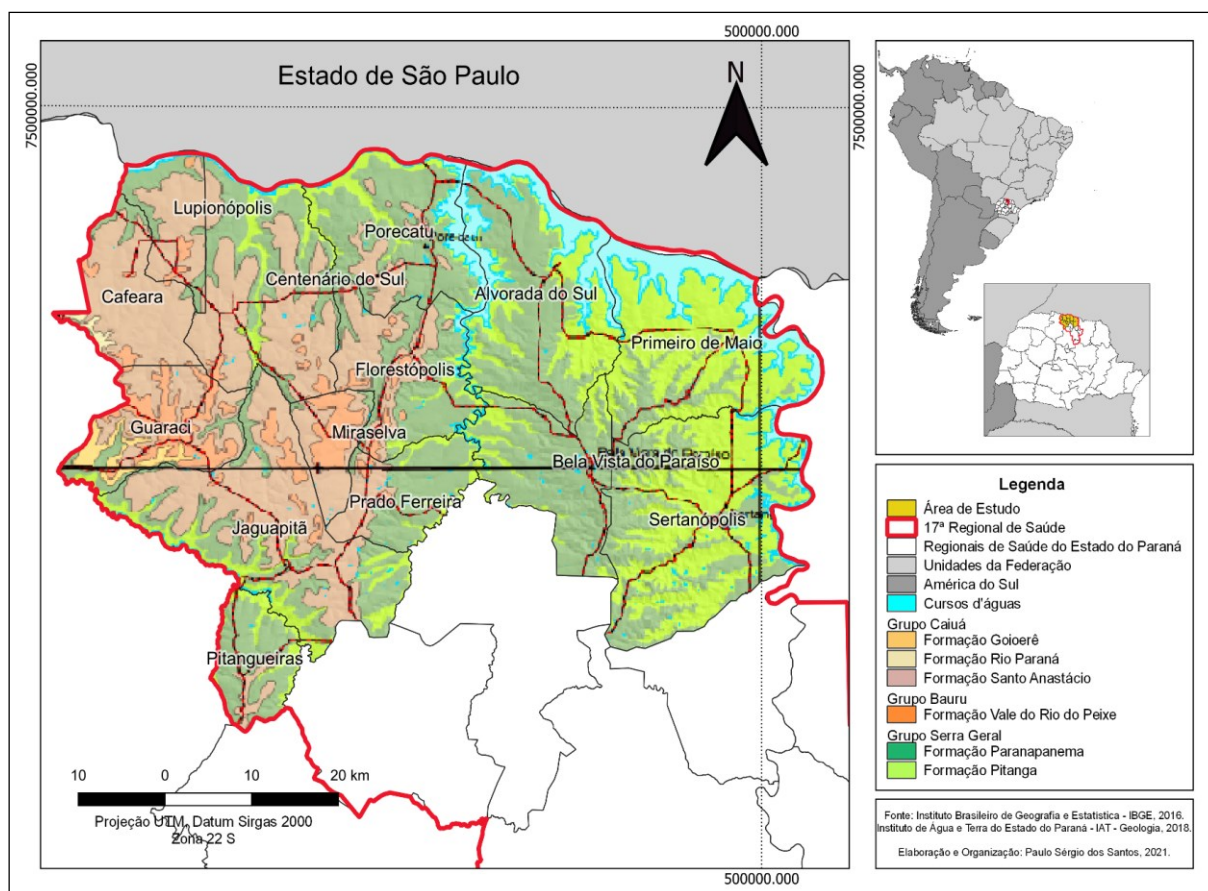 500000.000
Estado de São Paulo
N
7500000.000
7500000.000
Lupionópolis
Porecatu
Centenário do Sul
Cafeara
Alvorada do Sul
Primeiro de Maio
Florestópolis
Guaraci
Miraselva
Bela Vista do Paraíso
Prado Ferreira
Sertanópolis
Jaguapitã
Pitangueiras
10 0 10 20 km
Projeção UTM, Datum Sirgas 2000
Zona 22 S
500000.000
Legenda
Área de Estudo
17ª Regional de Saúde
Regionais de Saúde do Estado do Paraná
Unidades da Federação
América do Sul
Cursos d'águas
Grupo Caiuá
Formação Goioerê
Formação Rio Paraná
Formação Santo Anastácio
Grupo Bauru
Formação Vale do Rio do Peixe
Grupo Serra Geral
Formação Paranapanema
Formação Pitanga
Fonte: Instituto Brasileiro de Geografia e Estatística - IBGE, 2016.
Instituto de Água e Terra do Estado do Paraná - IAT - Geologia, 2018.
Elaboração e Organização: Paulo Sérgio dos Santos, 2021.